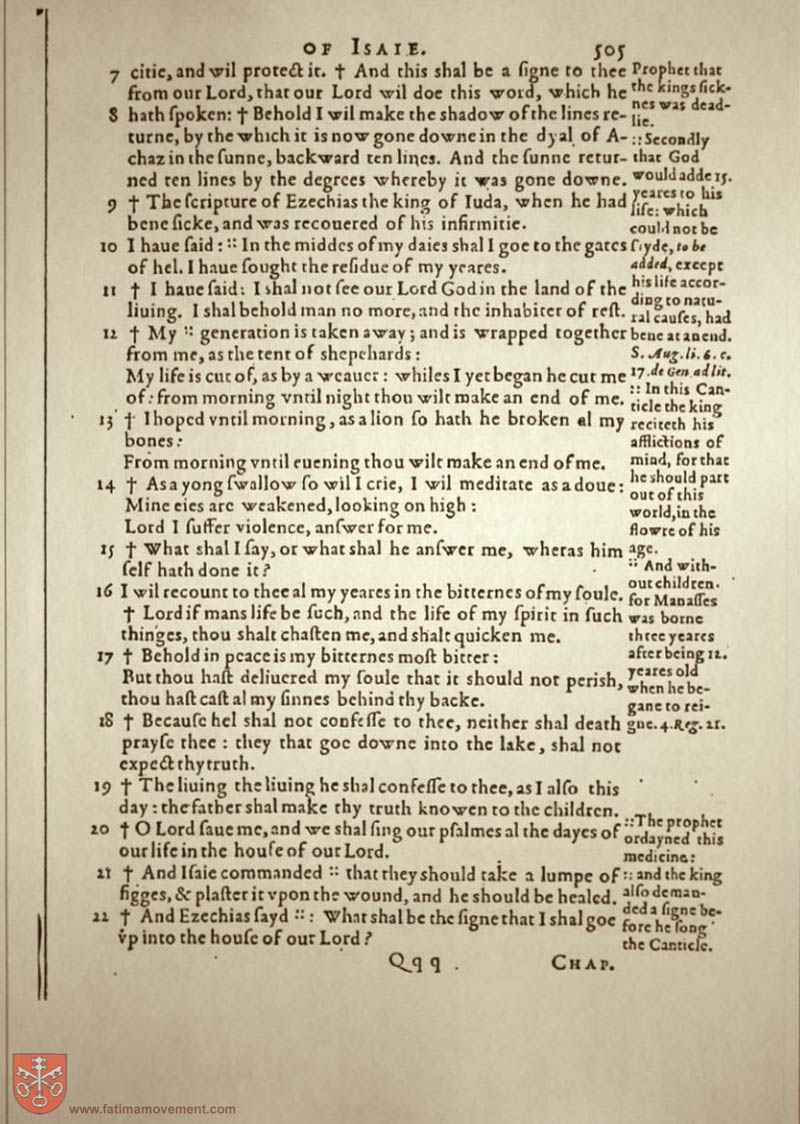 OF ISAIE. 505
7 citie, and wil protect it. † And this shal be a ſigne to thee
from our Lord, that our Lord wil doe this word, which he
8 hath ſpoken: † Behold I wil make the shadow of the lines re-
turne, by the which it is now gone downe in the dyal of A-
chaz in the ſunne, backward ten lines. And the ſunne retur-
ned ten lines by the degrees whereby it was gone downe.
9 † The ſcripture of Ezechias the king of Iuda, when he had
bene ſicke, and was recouered of his infirmitie.
10 I haue ſaid: :: In the middes of my daies shal I goe to the gates
of hel. I haue ſought the reſidue of my yeares.
11 † I haue ſaid: I shal not ſee our Lord God in the land of the
liuing. I shal behold man no more, and the inhabiter of reſt.
12 † My :: generation is taken away; and is wrapped together
from me, as the tent of shepehards:
My life is cut of, as by a weauer: whiles I yet began he cut me
of: from morning vntil night thou wilt make an end of me.
13 † I hoped vntil morning, as a lion ſo hath he broken al my
bones:
From morning vntil euening thou wilt make an end of me.
14 † As a yong ſwallow ſo wil I crie, I wil meditate as a doue:
Mine eies are weakened, looking on high:
Lord I ſuffer violence, anſwer for me.
15 † What shal I ſay, or what shal he anſwer me, wheras him
ſelf hath done it?
16 I wil recount to thee al my yeares in the bitternes of my ſoule.
† Lord if mans life be ſuch, and the life of my ſpirit in ſuch
thinges, thou shalt chaſten me, and shalt quicken me.
17 † Behold in peace is my bitternes moſt bitter:
But thou haſt deliuered my ſoule that it should not perish,
thou haſt caſt al my ſinnes behind thy backe.
18 † Becauſe hel shal not confeſſe to thee, neither shal death
prayſe thee: they that goe downe into the lake, shal not
expect thy truth.
19 † The liuing the liuing he shal confeſſe to thee, as I alſo this
day: the father shal make thy truth knowen to the children.
20 † O Lord ſaue me, and we shal ſing our pſalmes al the dayes of
our life in the houſe of our Lord.
21 † And Iſaie commanded :: that they should take a lumpe of
figges, & plaſter it vpon the wound, and he should be healed.
22 † And Ezechias ſayd :: : What shal be the ſigne that I shal goe
vp into the houſe of our Lord?
Qqq CHAP.
Prophet that
the kings ſick-
nes was dead-
lie.
:: Secondly
that God
would adde 15.
yeares to his
life: which
could not be
ſiyde, to be
added, except
his life accor-
ding to natu-
ral cauſes, had
bene at an end.
S. Aug. li. 6. c.
17. de Gen. ad lit.
:: In this Can-
ticle the king
reciteth his
afflictions of
mind, for that
he should part
out of this
world, in the
flowre of his
age.
:: And with-
out children.
for Manaſſes
was borne
three yeares
after being 12.
yeares old
when he be-
gane to rei-
gne. 4. Reg. 21.
:: The prophet
ordayned this
medicine:
:: and the king
alſo deman-
ded a ſigne be-
fore he ſong
the Canticle.
www.fatimamovement.com